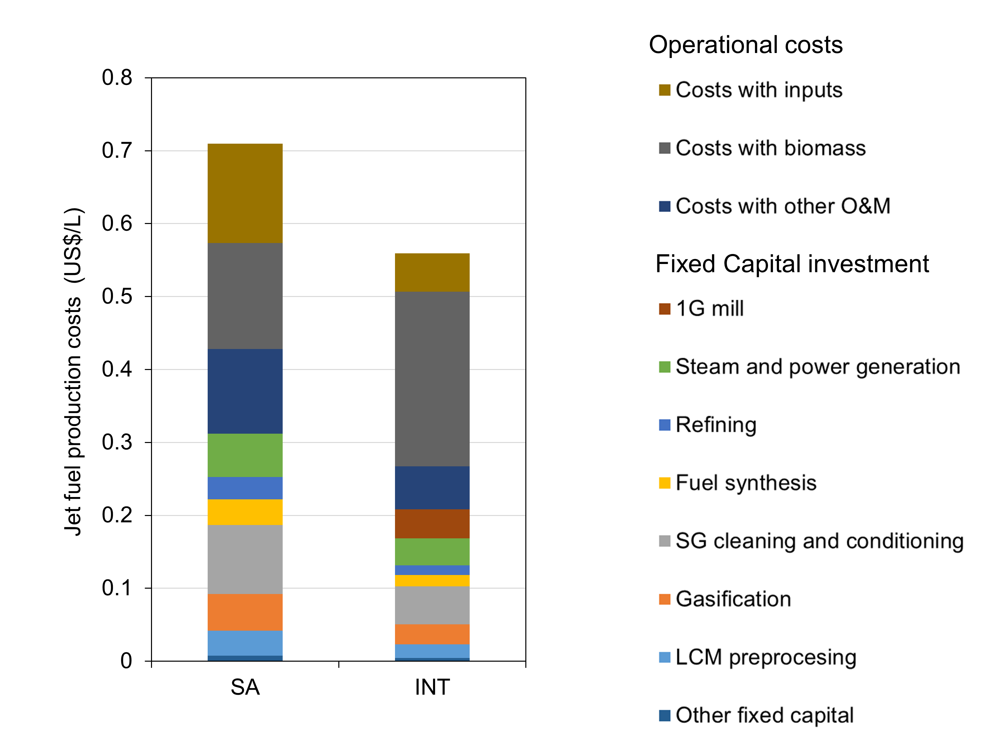 Operational costs
Costs with inputs
Costs with biomass
Costs with other O&M
Fixed Capital investment
1G mill
Steam and power generation
Refining
Fuel synthesis
SG cleaning and conditioning
Gasification
LCM preprocesing
Other fixed capital
Jet fuel production costs (US$/L)
0.8
0.7
0.6
0.5
0.4
0.3
0.2
0.1
0
SA INT